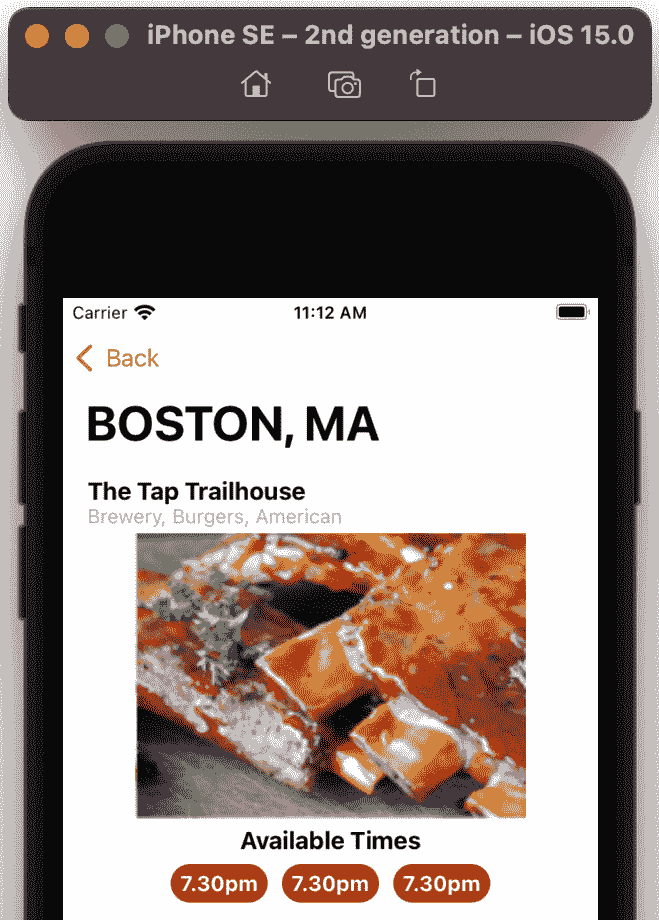 iPhone SE – 2nd generation – iOS 15.0
Carrier 11:12 AM
Back
BOSTON, MA
The Tap Trailhouse
Brewery, Burgers, American
Available Times
7.30pm 7.30pm 7.30pm